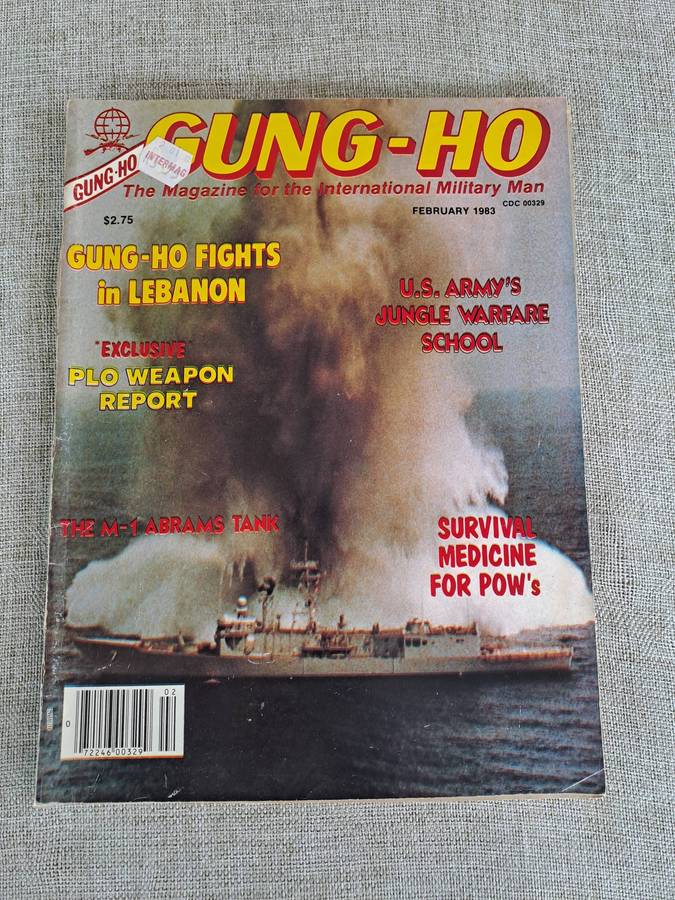 GUNG-HO
GUNG-HO
INTERMAG
The Magazine for the International Military Man
CDC 00329
$2.75
FEBRUARY 1983
GUNG-HO FIGHTS
in LEBANON
U.S. ARMY'S
JUNGLE WARFARE
SCHOOL
"EXCLUSIVE"
PLO WEAPON
REPORT
THE M-1 ABRAMS TANK
SURVIVAL
MEDICINE
FOR POW's
02
0
72246 00329